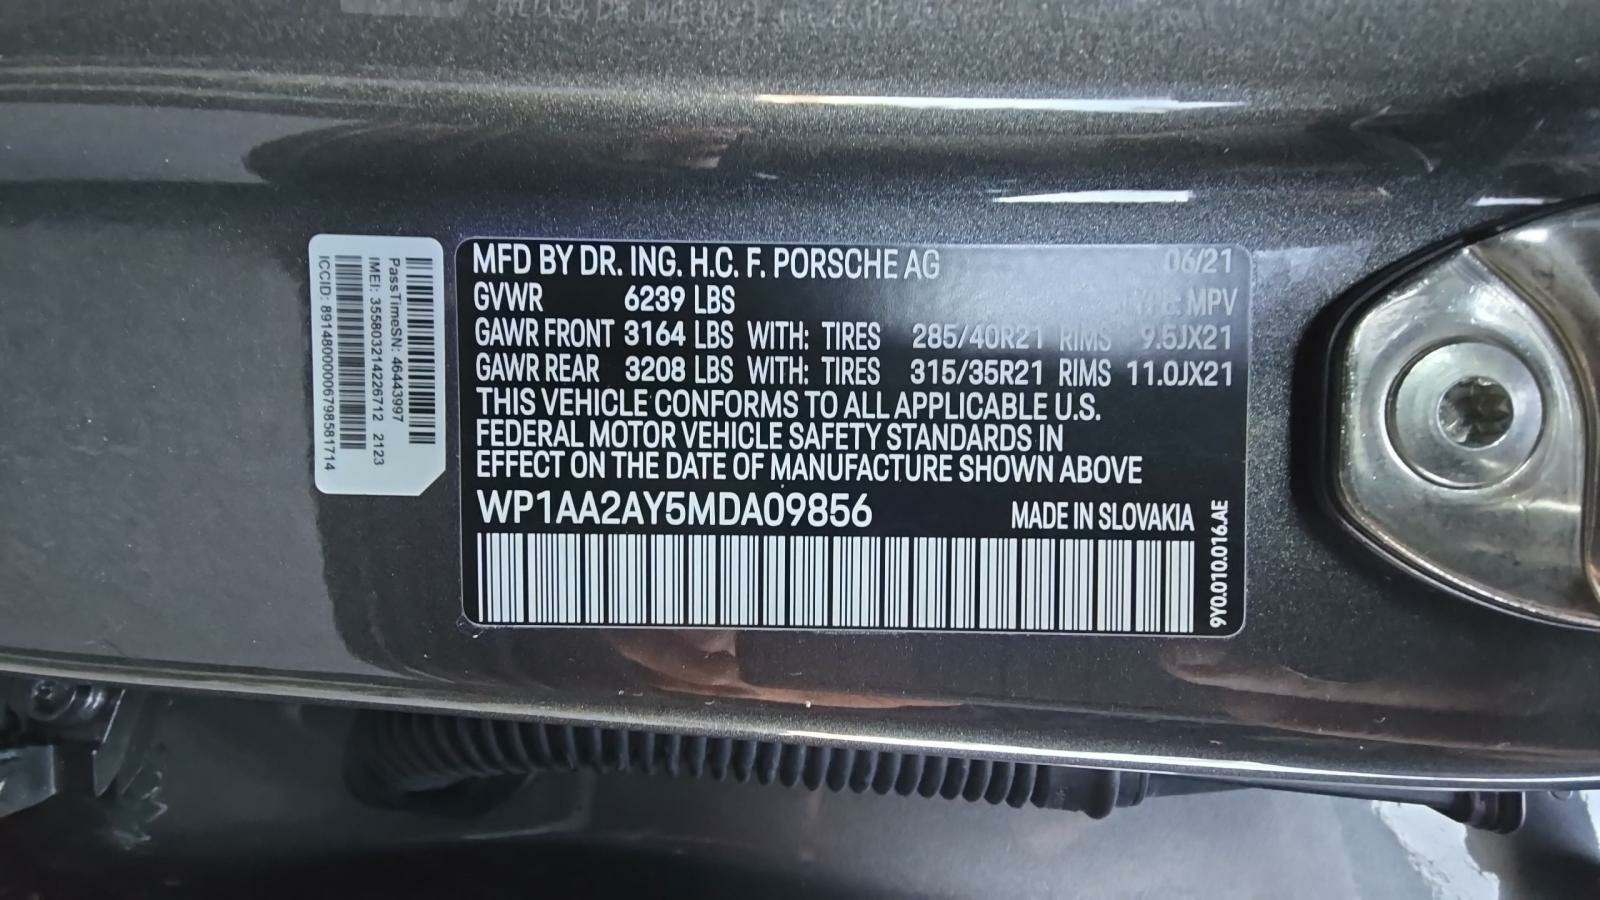 PassTimeSN: 46443997
IMEI: 355803214226712 2123
ICCID: 89148000006798581714
MFD BY DR. ING. H.C. F. PORSCHE AG 06/21
GVWR 6239 LBS MPV
GAWR FRONT 3164 LBS WITH: TIRES 285/40R21 RIMS 9.5JX21
GAWR REAR 3208 LBS WITH: TIRES 315/35R21 RIMS 11.0JX21
THIS VEHICLE CONFORMS TO ALL APPLICABLE U.S.
FEDERAL MOTOR VEHICLE SAFETY STANDARDS IN
EFFECT ON THE DATE OF MANUFACTURE SHOWN ABOVE
WP1AA2AY5MDA09856 MADE IN SLOVAKIA
9Y0.010.016.AE